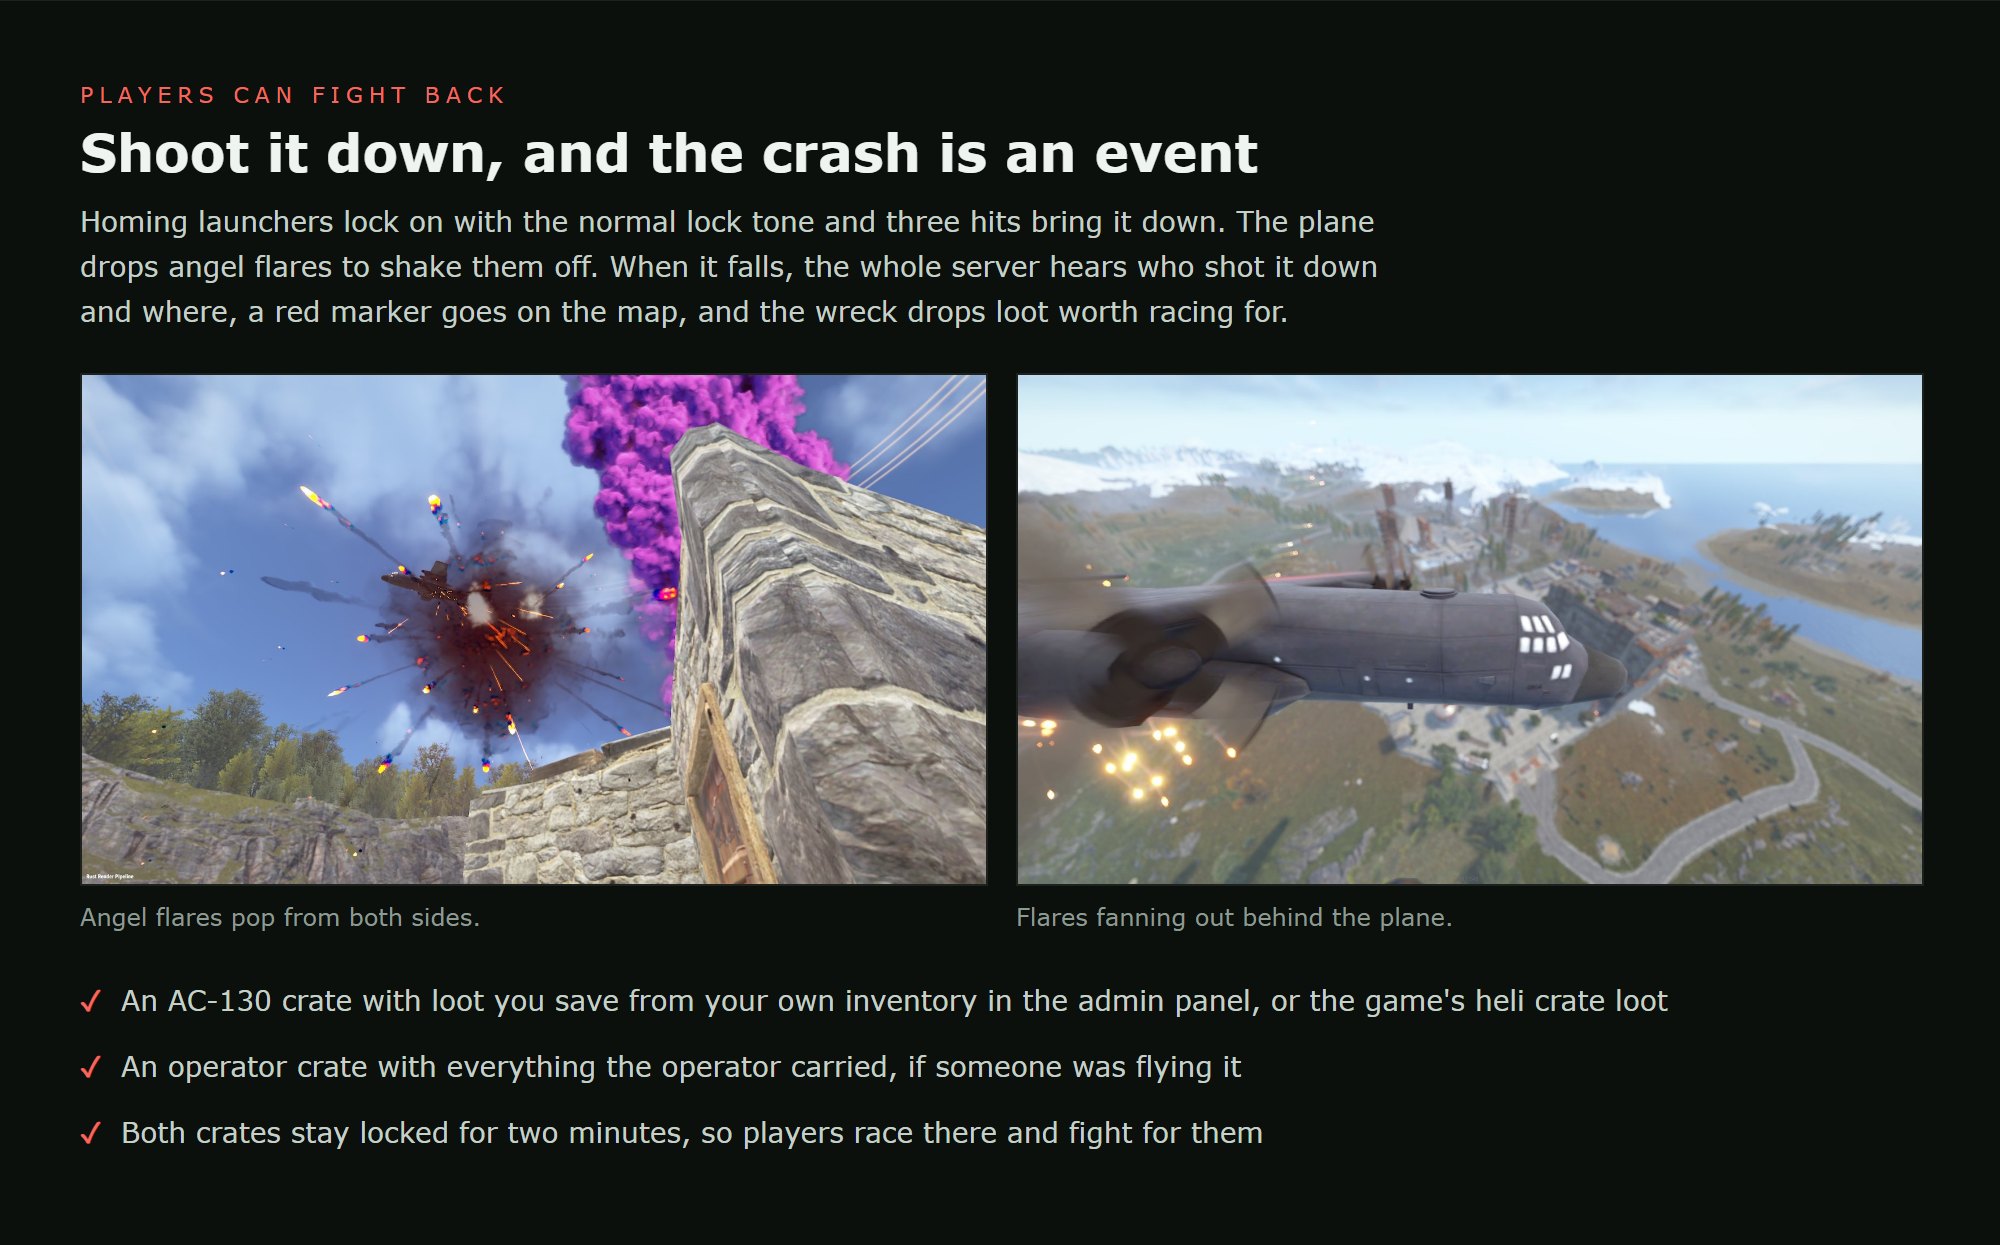 PLAYERS CAN FIGHT BACK
Shoot it down, and the crash is an event
Homing launchers lock on with the normal lock tone and three hits bring it down. The plane
drops angel flares to shake them off. When it falls, the whole server hears who shot it down
and where, a red marker goes on the map, and the wreck drops loot worth racing for.
Rust Render Pipeline
Angel flares pop from both sides.
Flares fanning out behind the plane.
✓ An AC-130 crate with loot you save from your own inventory in the admin panel, or the game's heli crate loot
✓ An operator crate with everything the operator carried, if someone was flying it
✓ Both crates stay locked for two minutes, so players race there and fight for them